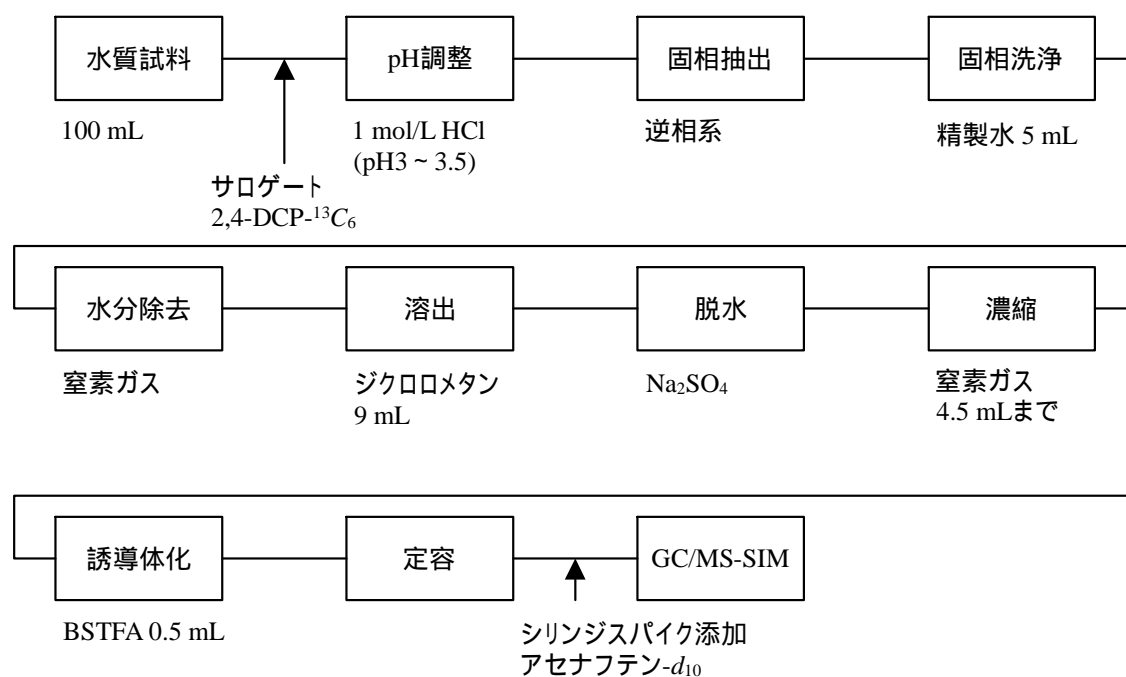 水質試料
pH調整
固相抽出
固相洗浄
100 mL
1 mol/L HCl
(pH3 ~ 3.5)
逆相系
精製水 5 mL
サロゲート
2,4-DCP-¹³C₆
水分除去
溶出
脱水
濃縮
窒素ガス
ジクロロメタン
9 mL
Na₂SO₄
窒素ガス
4.5 mLまで
誘導体化
定容
GC/MS-SIM
BSTFA 0.5 mL
シリンジスパイク添加
アセナフテン-d₁₀